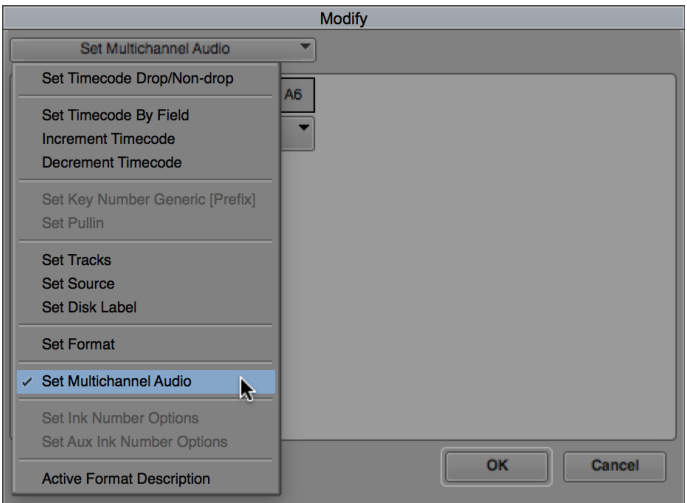 Modify
Set Multichannel Audio
Set Timecode Drop/Non-drop
A6
Set Timecode By Field
Increment Timecode
Decrement Timecode
Set Key Number Generic [Prefix]
Set Pullin
Set Tracks
Set Source
Set Disk Label
Set Format
Set Multichannel Audio
Set Ink Number Options
Set Aux Ink Number Options
Active Format Description
OK
Cancel